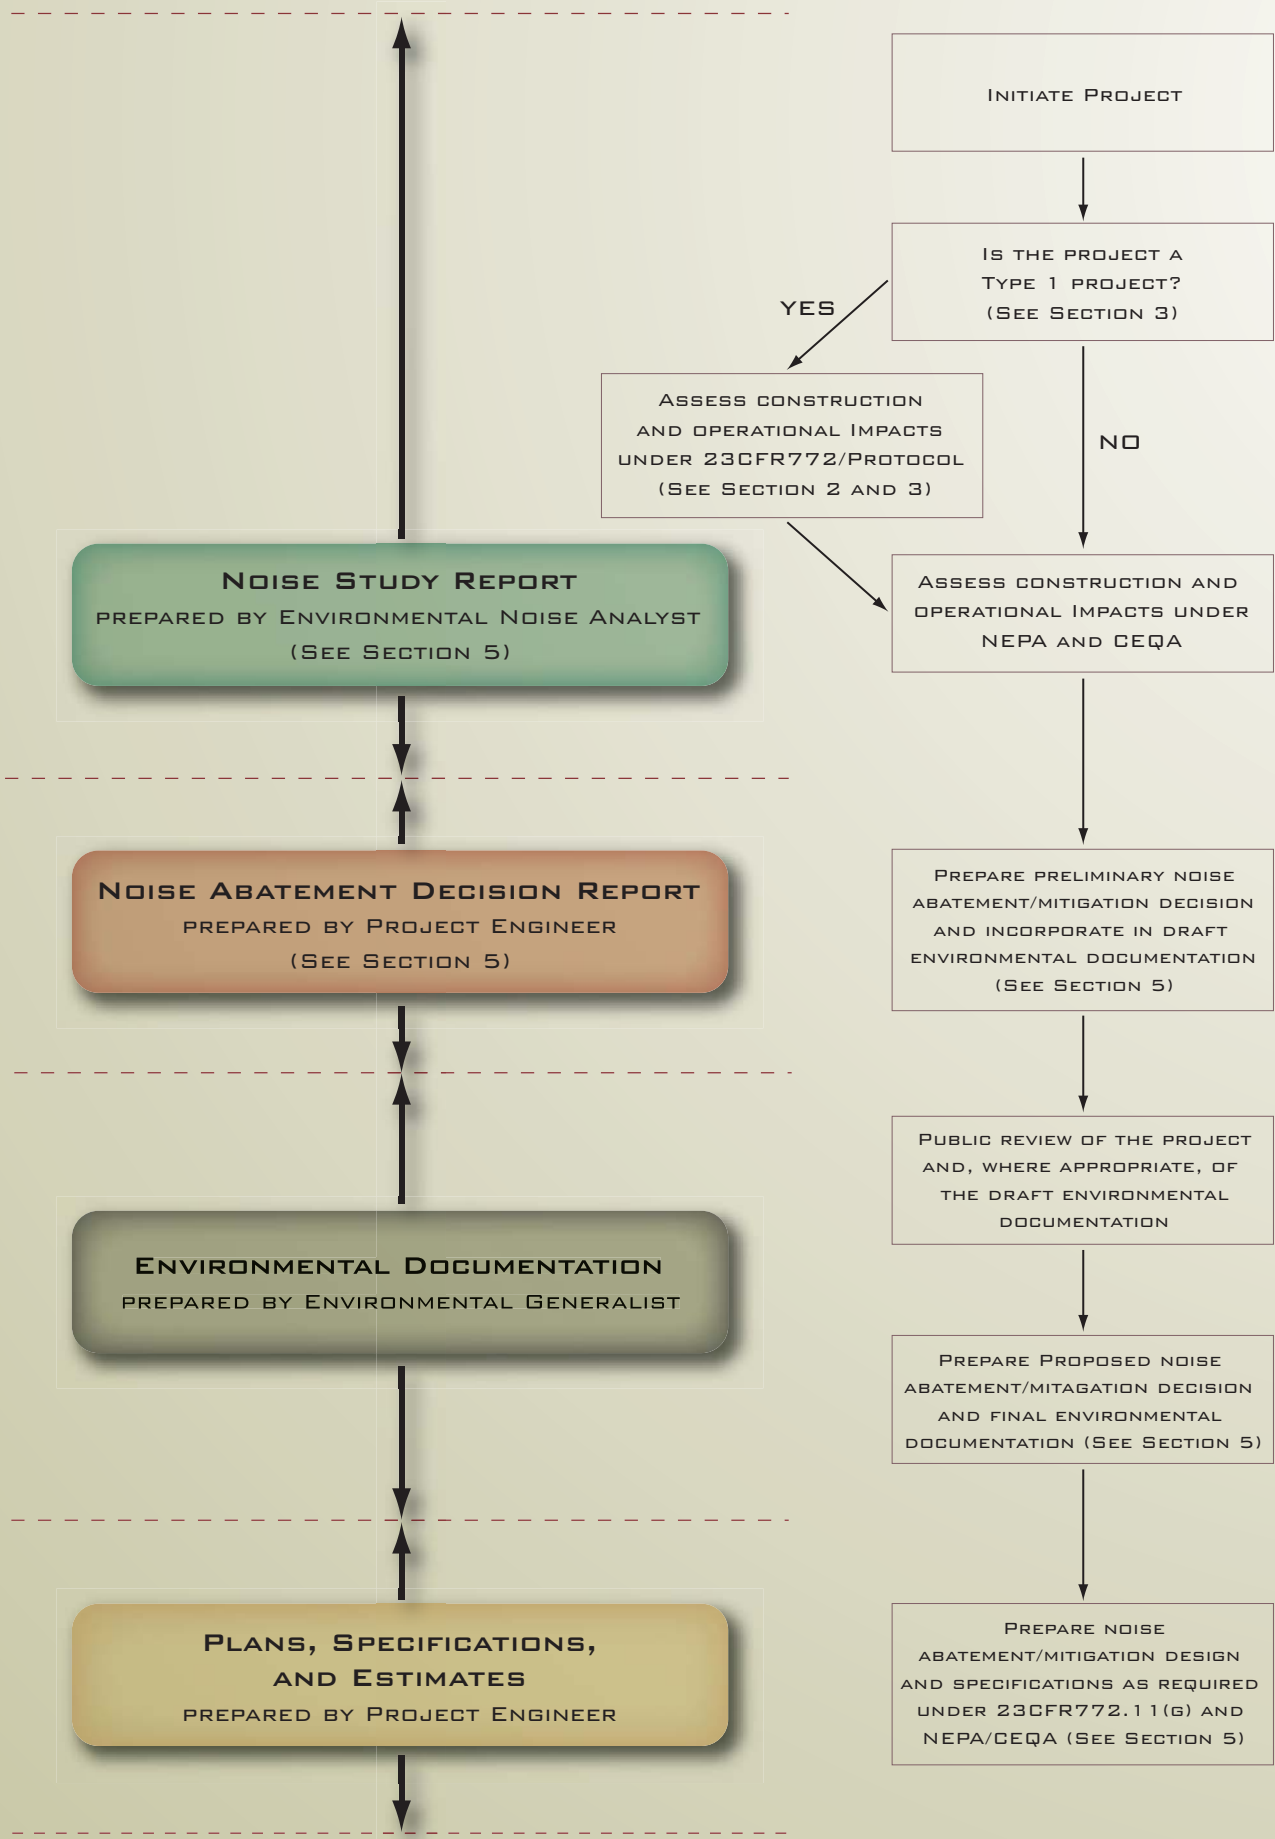 Initiate Project
Is the project a
Type 1 project?
(See Section 3)
YES
NO
Assess construction
and operational Impacts
under 23CFR772/Protocol
(See Section 2 and 3)
Noise Study Report
prepared by Environmental Noise Analyst
(See Section 5)
Assess construction and
operational Impacts under
NEPA and CEQA
Noise Abatement Decision Report
prepared by Project Engineer
(See Section 5)
Prepare preliminary noise
abatement/mitigation decision
and incorporate in draft
environmental documentation
(See Section 5)
Public review of the project
and, where appropriate, of
the draft environmental
documentation
Environmental Documentation
prepared by Environmental Generalist
Prepare Proposed noise
abatement/mitagation decision
and final environmental
documentation (See Section 5)
Plans, Specifications,
and Estimates
prepared by Project Engineer
Prepare noise
abatement/mitigation design
and specifications as required
under 23CFR772.11(g) and
NEPA/CEQA (See Section 5)